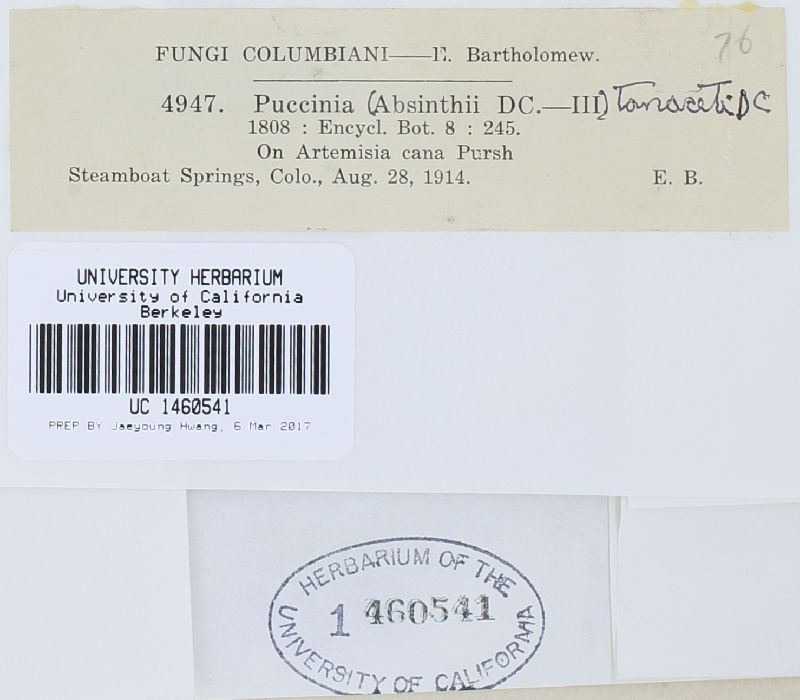 76
FUNGI COLUMBIANI——E. Bartholomew.
4947. Puccinia (Absinthii DC.—III) Tanaceti DC
1808 : Encycl. Bot. 8 : 245.
On Artemisia cana Pursh
Steamboat Springs, Colo., Aug. 28, 1914. E. B.
UNIVERSITY HERBARIUM
University of California
Berkeley
UC 1460541
PREP BY Jaeyoung Hwang, 6 Mar 2017
HERBARIUM OF THE
1 460541
UNIVERSITY OF CALIFORNIA